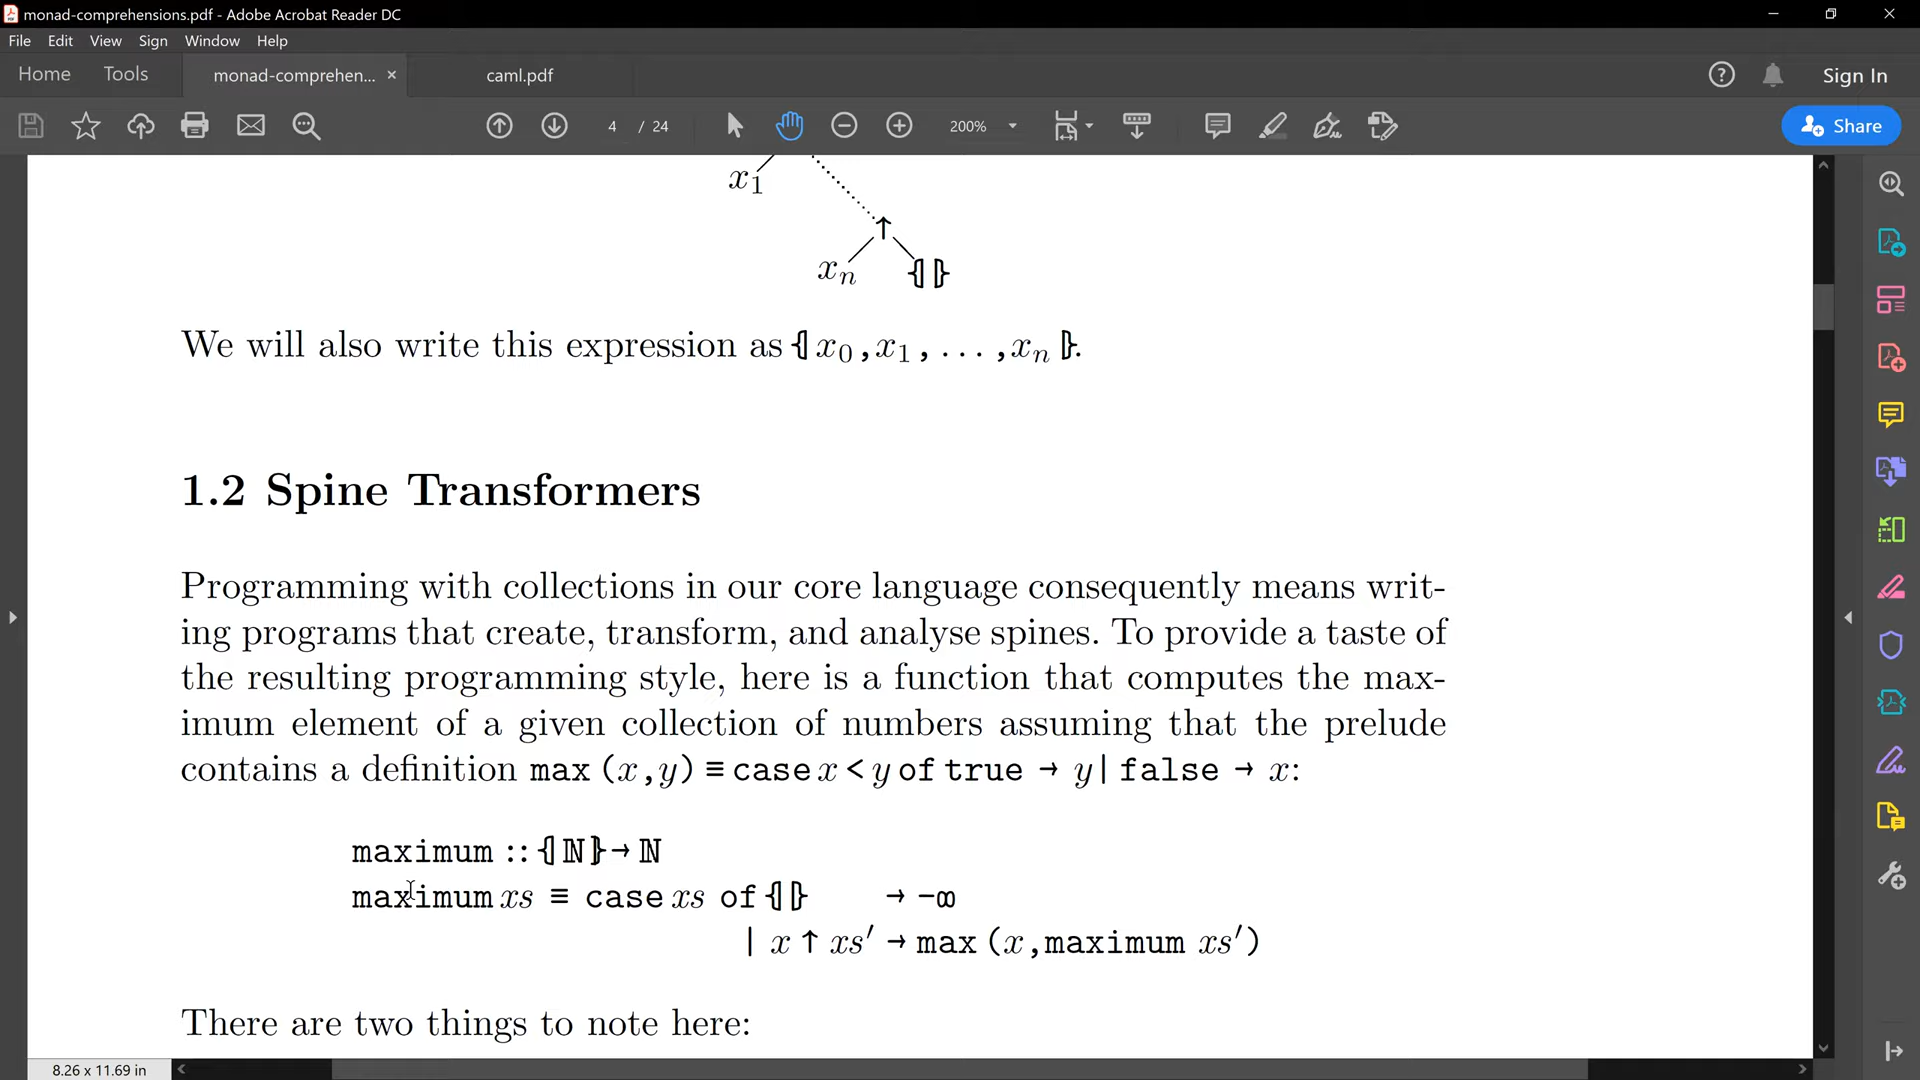 monad-comprehensions.pdf - Adobe Acrobat Reader DC
File Edit View Sign Window Help
Home Tools monad-comprehen... × caml.pdf Sign In
4 / 24 200% Share
x₁
↑
xₙ ⦃⦄
We will also write this expression as ⦃x₀,x₁,...,xₙ⦄.
1.2 Spine Transformers
Programming with collections in our core language consequently means writ-
ing programs that create, transform, and analyse spines. To provide a taste of
the resulting programming style, here is a function that computes the max-
imum element of a given collection of numbers assuming that the prelude
contains a definition max (x,y) ≡ case x < y of true → y | false → x:
maximum :: ⦃ℕ⦄ → ℕ
maximum xs ≡ case xs of ⦃⦄ → -∞
| x ↑ xs′ → max (x,maximum xs′)
There are two things to note here:
8.26 x 11.69 in